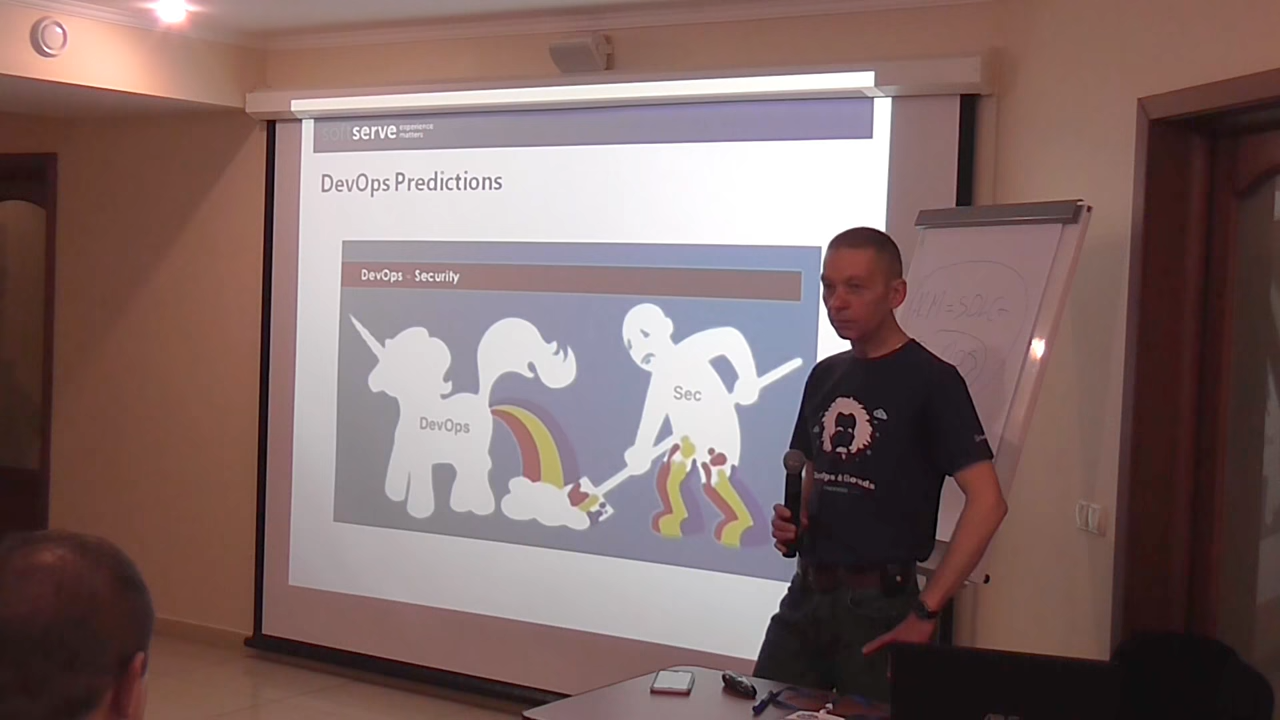 softserve experience
matters
DevOps Predictions
DevOps - Security
DevOps
Sec